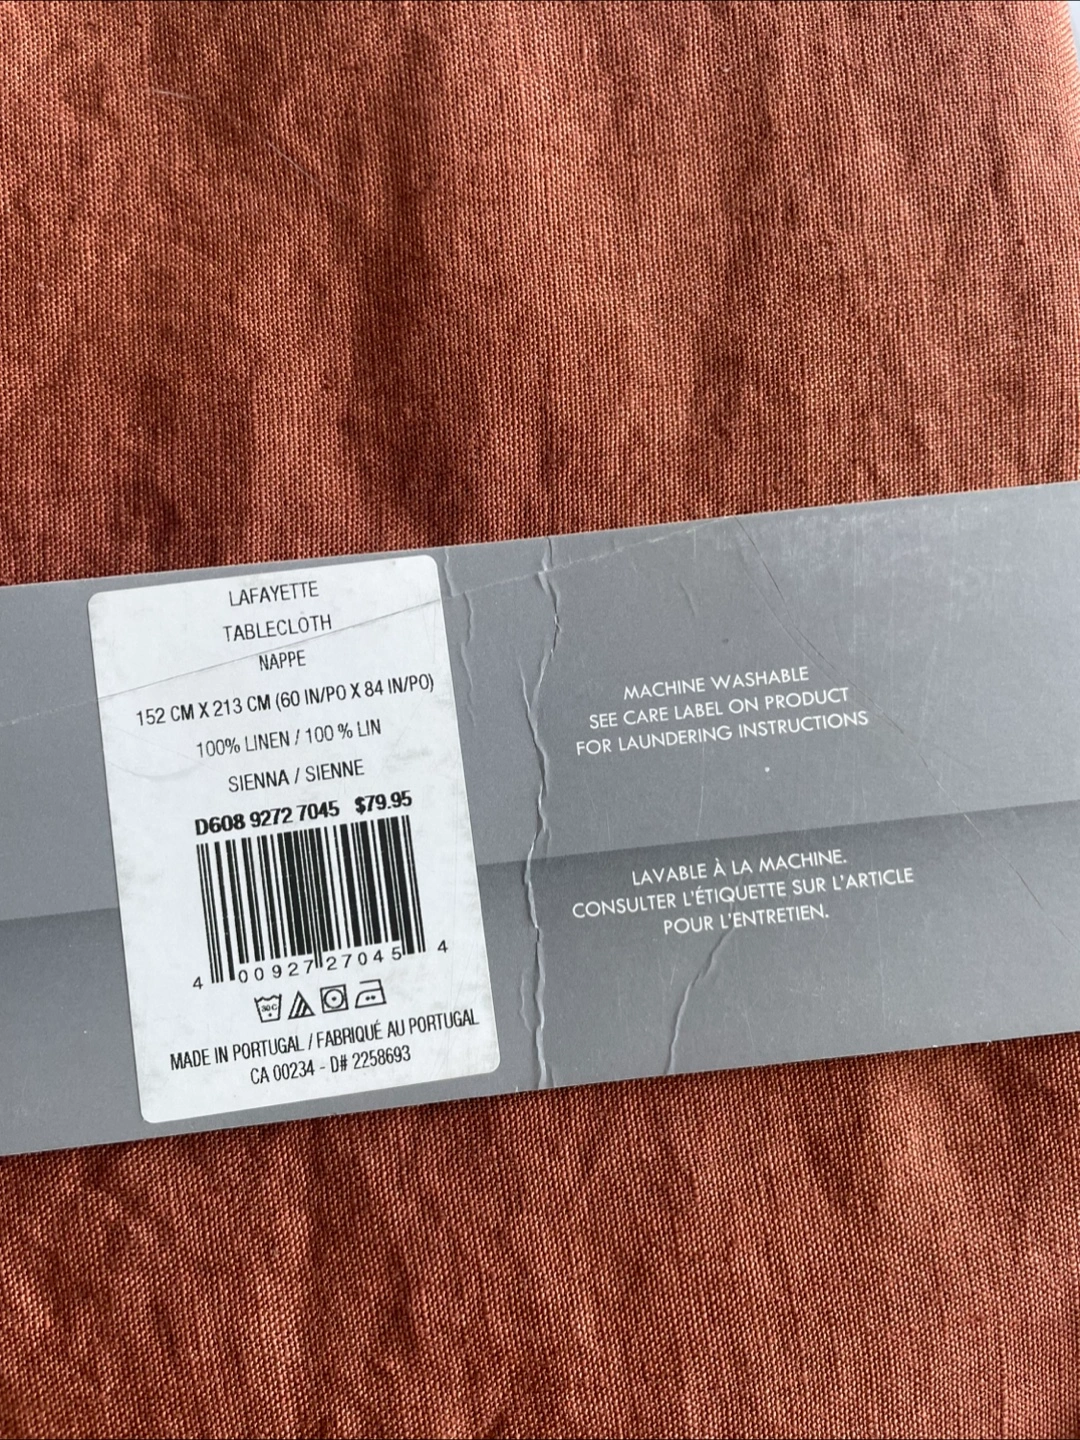 LAFAYETTE
TABLECLOTH
NAPPE
152 CM X 213 CM (60 IN/PO X 84 IN/PO)
100% LINEN / 100 % LIN
SIENNA / SIENNE
D608 9272 7045 $79.95
4 00927 27045 4
30C
MADE IN PORTUGAL / FABRIQUÉ AU PORTUGAL
CA 00234 - D# 2258693
MACHINE WASHABLE
SEE CARE LABEL ON PRODUCT
FOR LAUNDERING INSTRUCTIONS
LAVABLE À LA MACHINE.
CONSULTER L'ÉTIQUETTE SUR L'ARTICLE
POUR L'ENTRETIEN.